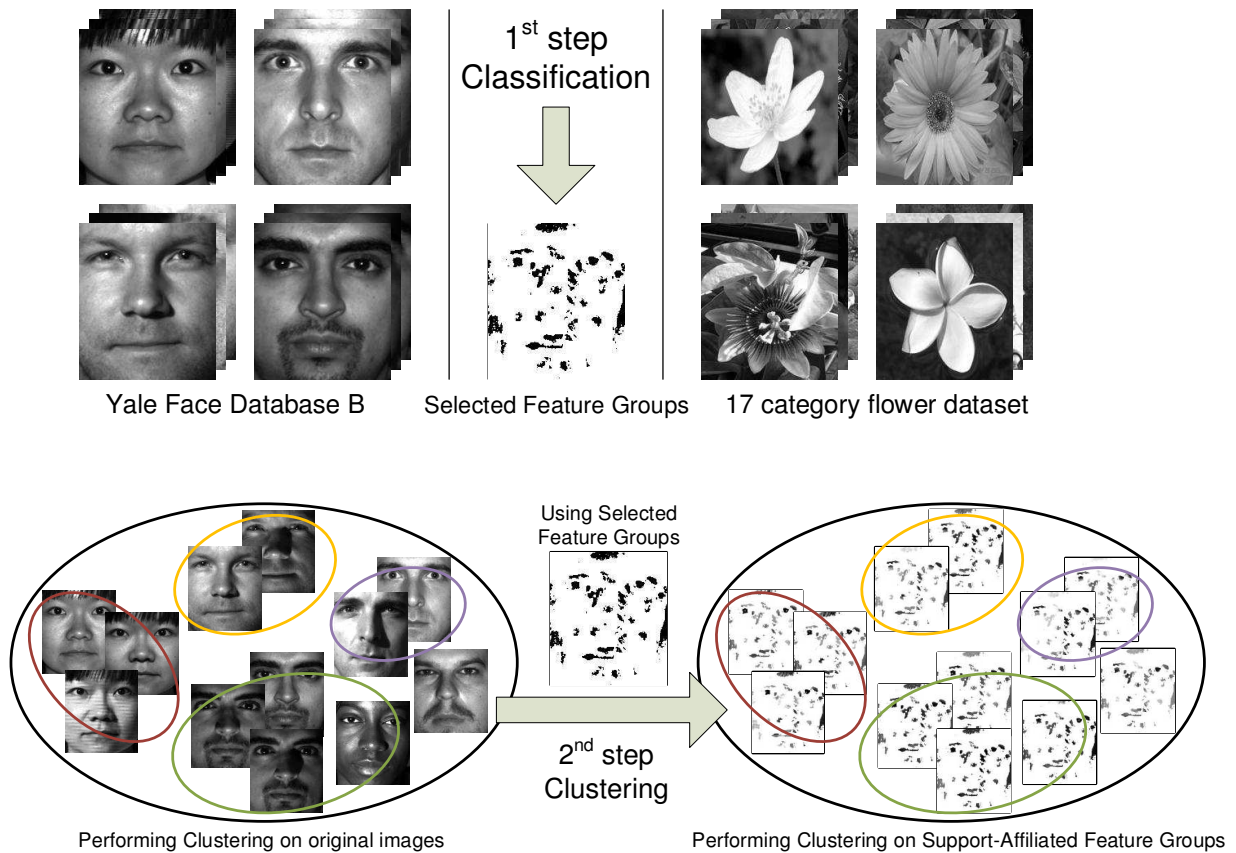 1st step
Classification
Yale Face Database B
Selected Feature Groups
17 category flower dataset
Using Selected
Feature Groups
2nd step
Clustering
Performing Clustering on original images
Performing Clustering on Support-Affiliated Feature Groups